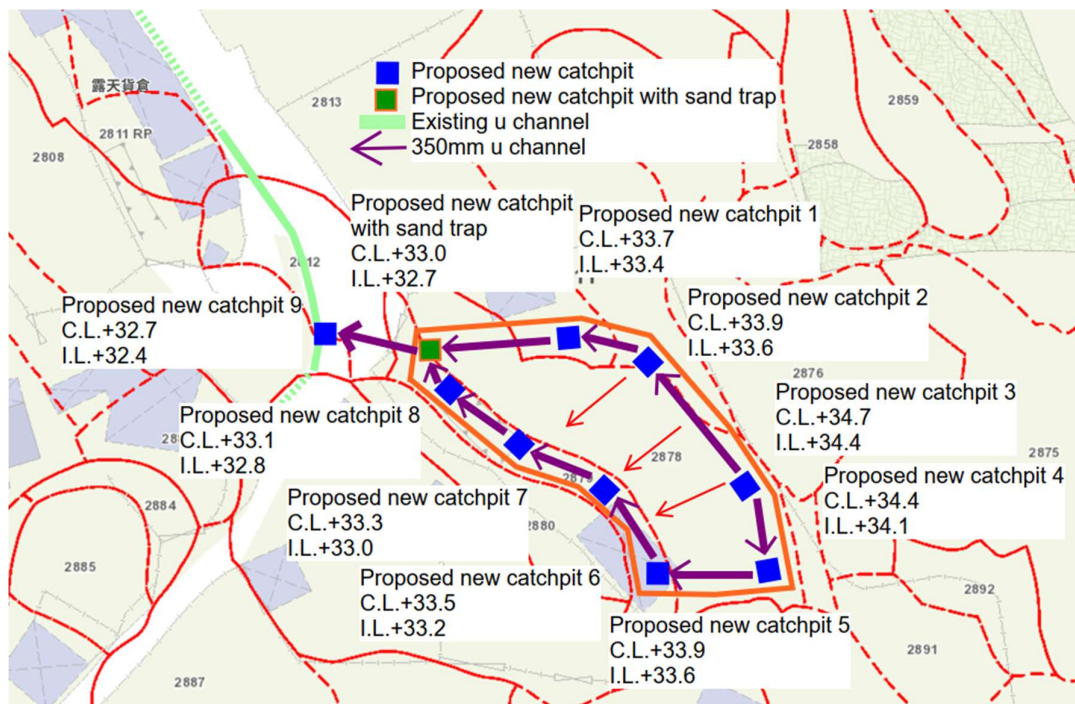 Proposed new catchpit
Proposed new catchpit with sand trap
Existing u channel
350mm u channel
露天貨倉
2811 RP
2808
2813
2859
2858
Proposed new catchpit
with sand trap
C.L.+33.0
I.L.+32.7
Proposed new catchpit 1
C.L.+33.7
I.L.+33.4
2812
Proposed new catchpit 9
C.L.+32.7
I.L.+32.4
Proposed new catchpit 2
C.L.+33.9
I.L.+33.6
2876
Proposed new catchpit 3
C.L.+34.7
I.L.+34.4
2875
Proposed new catchpit 8
C.L.+33.1
I.L.+32.8
2878
2879
Proposed new catchpit 4
C.L.+34.4
I.L.+34.1
Proposed new catchpit 7
C.L.+33.3
I.L.+33.0
2884
2880
2885
Proposed new catchpit 6
C.L.+33.5
I.L.+33.2
2892
Proposed new catchpit 5
C.L.+33.9
I.L.+33.6
2891
2887